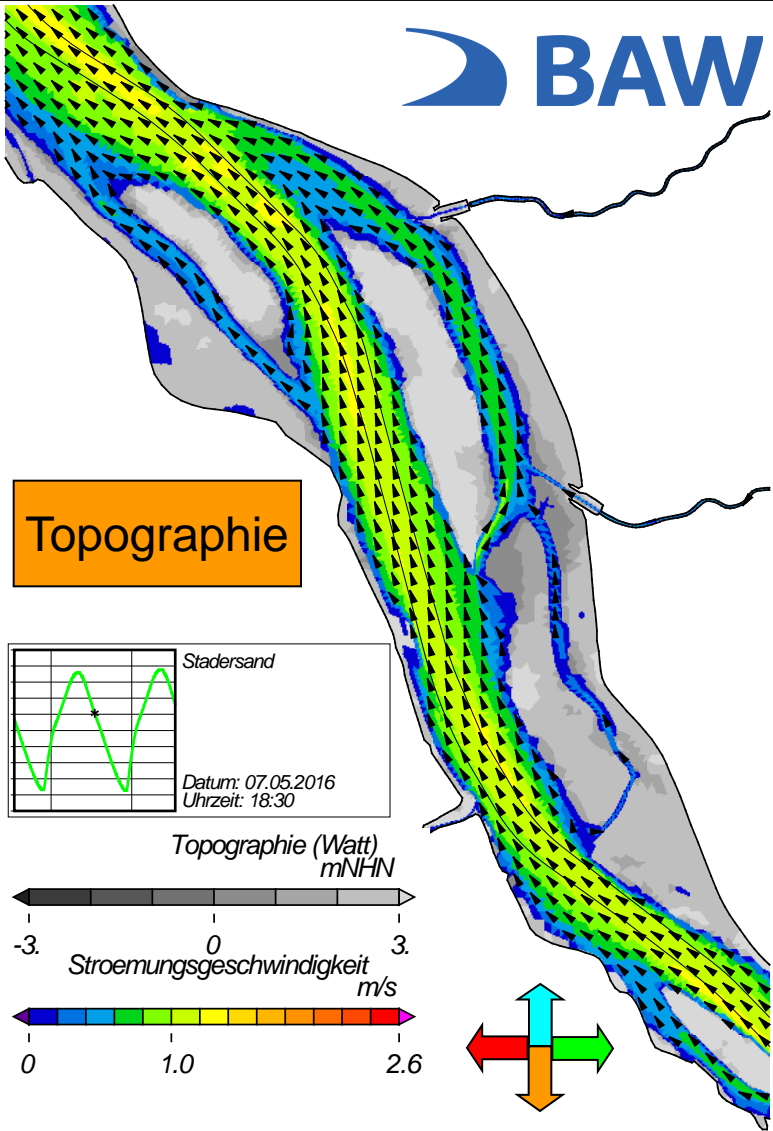 BAW
Topographie
Stadersand
Datum: 07.05.2016
Uhrzeit: 18:30
Topographie (Watt)
mNHN
-3. 0 3.
Stroemungsgeschwindigkeit
m/s
0 1.0 2.6